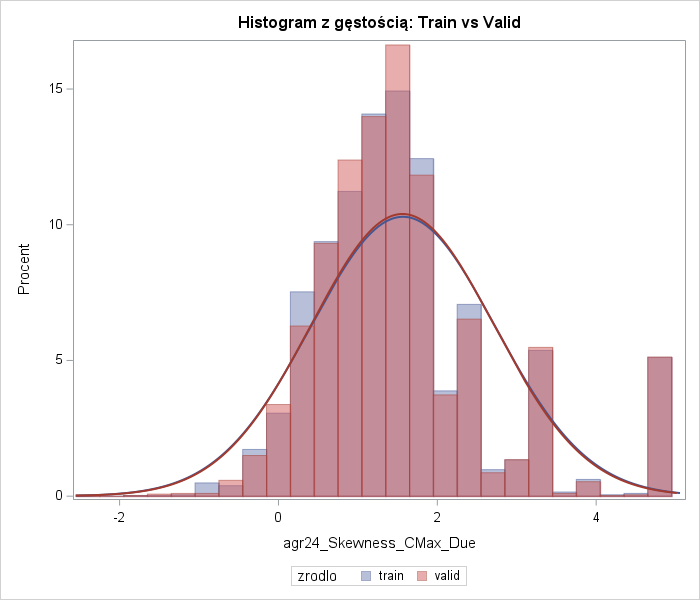 Histogram z gęstością: Train vs Valid
Procent
15
10
5
0
-2
0
2
4
agr24_Skewness_CMax_Due
zrodlo train valid